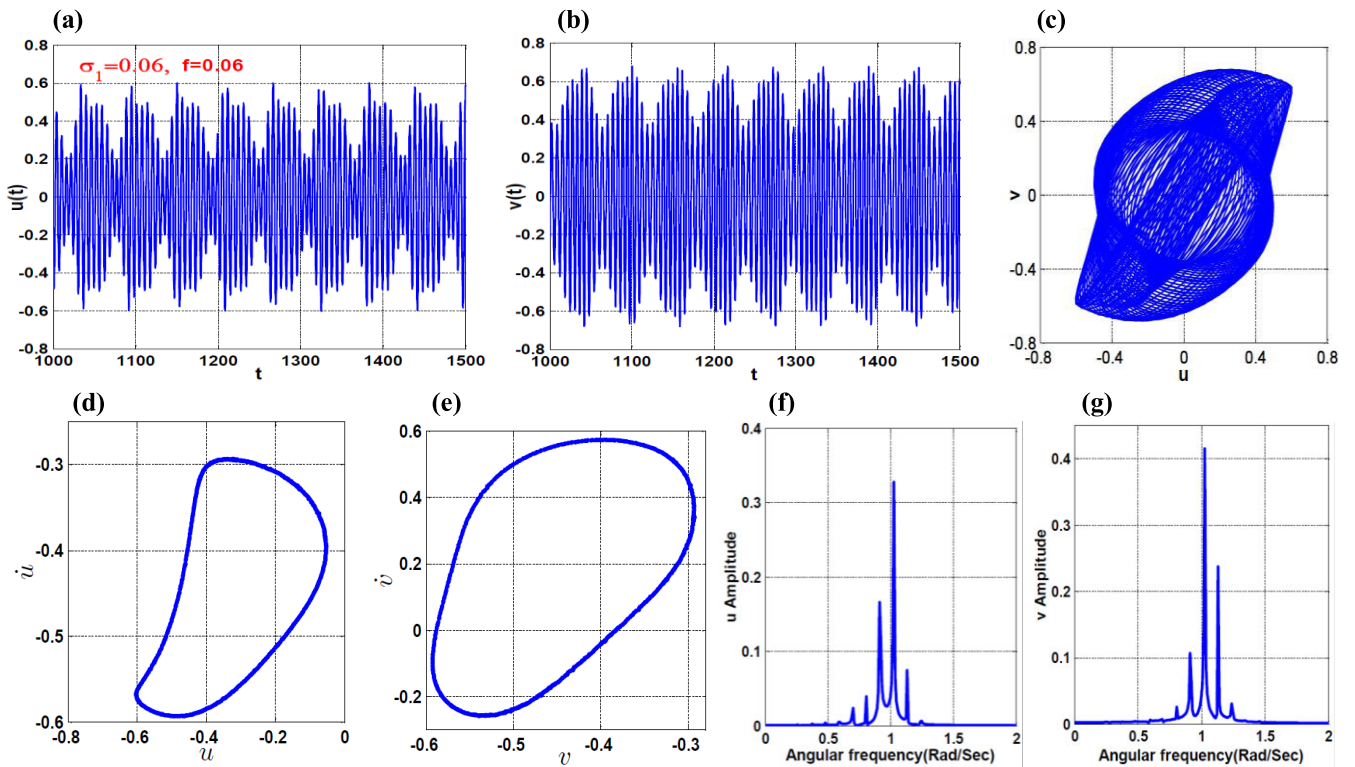 (a)
0.8
0.6
0.4
0.2
0
-0.2
-0.4
-0.6
-0.8
u(t)
σ1=0.06, f=0.06
1000 1100 1200 1300 1400 1500
t
(b)
0.8
0.6
0.4
0.2
0
-0.2
-0.4
-0.6
-0.8
v(t)
1000 1100 1200 1300 1400 1500
t
(c)
0.8
0.4
0
-0.4
-0.8
v
-0.8 -0.4 0 0.4 0.8
u
(d)
-0.3
-0.4
-0.5
-0.6
u̇
-0.8 -0.6 -0.4 -0.2 0
u
(e)
0.6
0.4
0.2
0
-0.2
v̇
-0.6 -0.5 -0.4 -0.3
v
(f)
0.4
0.3
0.2
0.1
0
u Amplitude
0 0.5 1 1.5 2
Angular frequency(Rad/Sec)
(g)
0.4
0.3
0.2
0.1
0
v Amplitude
0 0.5 1 1.5 2
Angular frequency(Rad/Sec)